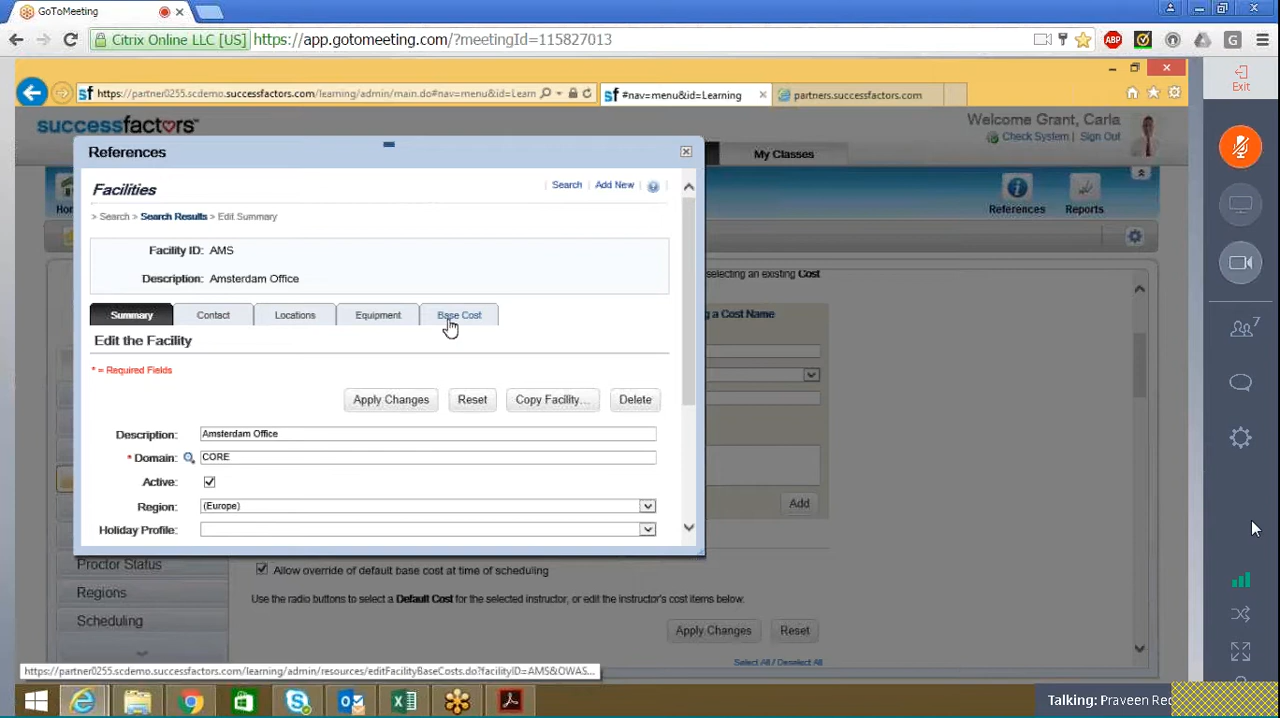 GoToMeeting
Citrix Online LLC [US] https://app.gotomeeting.com/?meetingId=115827013
ABP
G
https://partner0255.scdemo.successfactors.com/learning/admin/main.do#nav=menu&id=Learn
#nav=menu&id=Learning
partners.successfactors.com
Exit
successfactors™
Welcome Grant, Carla
Check System | Sign Out
References
My Classes
Facilities
Search | Add New
Hom
References
Reports
> Search > Search Results > Edit Summary
Facility ID: AMS
Description: Amsterdam Office
selecting an existing Cost
Summary
Contact
Locations
Equipment
Base Cost
g a Cost Name
7
Edit the Facility
* = Required Fields
Apply Changes
Reset
Copy Facility...
Delete
Description: Amsterdam Office
* Domain: CORE
Active:
Region: (Europe)
Add
Holiday Profile:
Proctor Status
Allow override of default base cost at time of scheduling
Regions
Use the radio buttons to select a Default Cost for the selected instructor, or edit the instructor's cost items below.
Scheduling
Apply Changes
Reset
Select All / Deselect All
https://partner0255.scdemo.successfactors.com/learning/admin/resources/editFacilityBaseCosts.do?facilityID=AMS&OWAS...
Talking: Praveen Rec